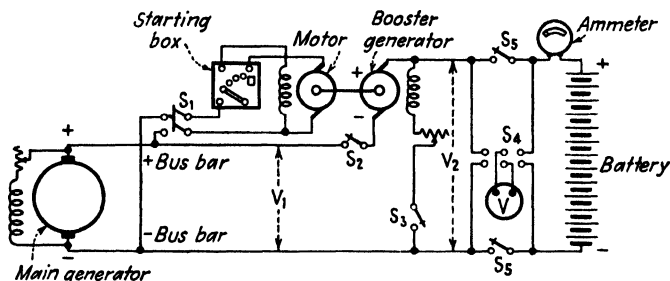 Starting
box
Motor
Booster
generator
S5
Ammeter
+
+
S1
-
S4
+
S2
V2
Battery
+ Bus bar
V1
S3
V
- Bus bar
-
S5
-
Main generator